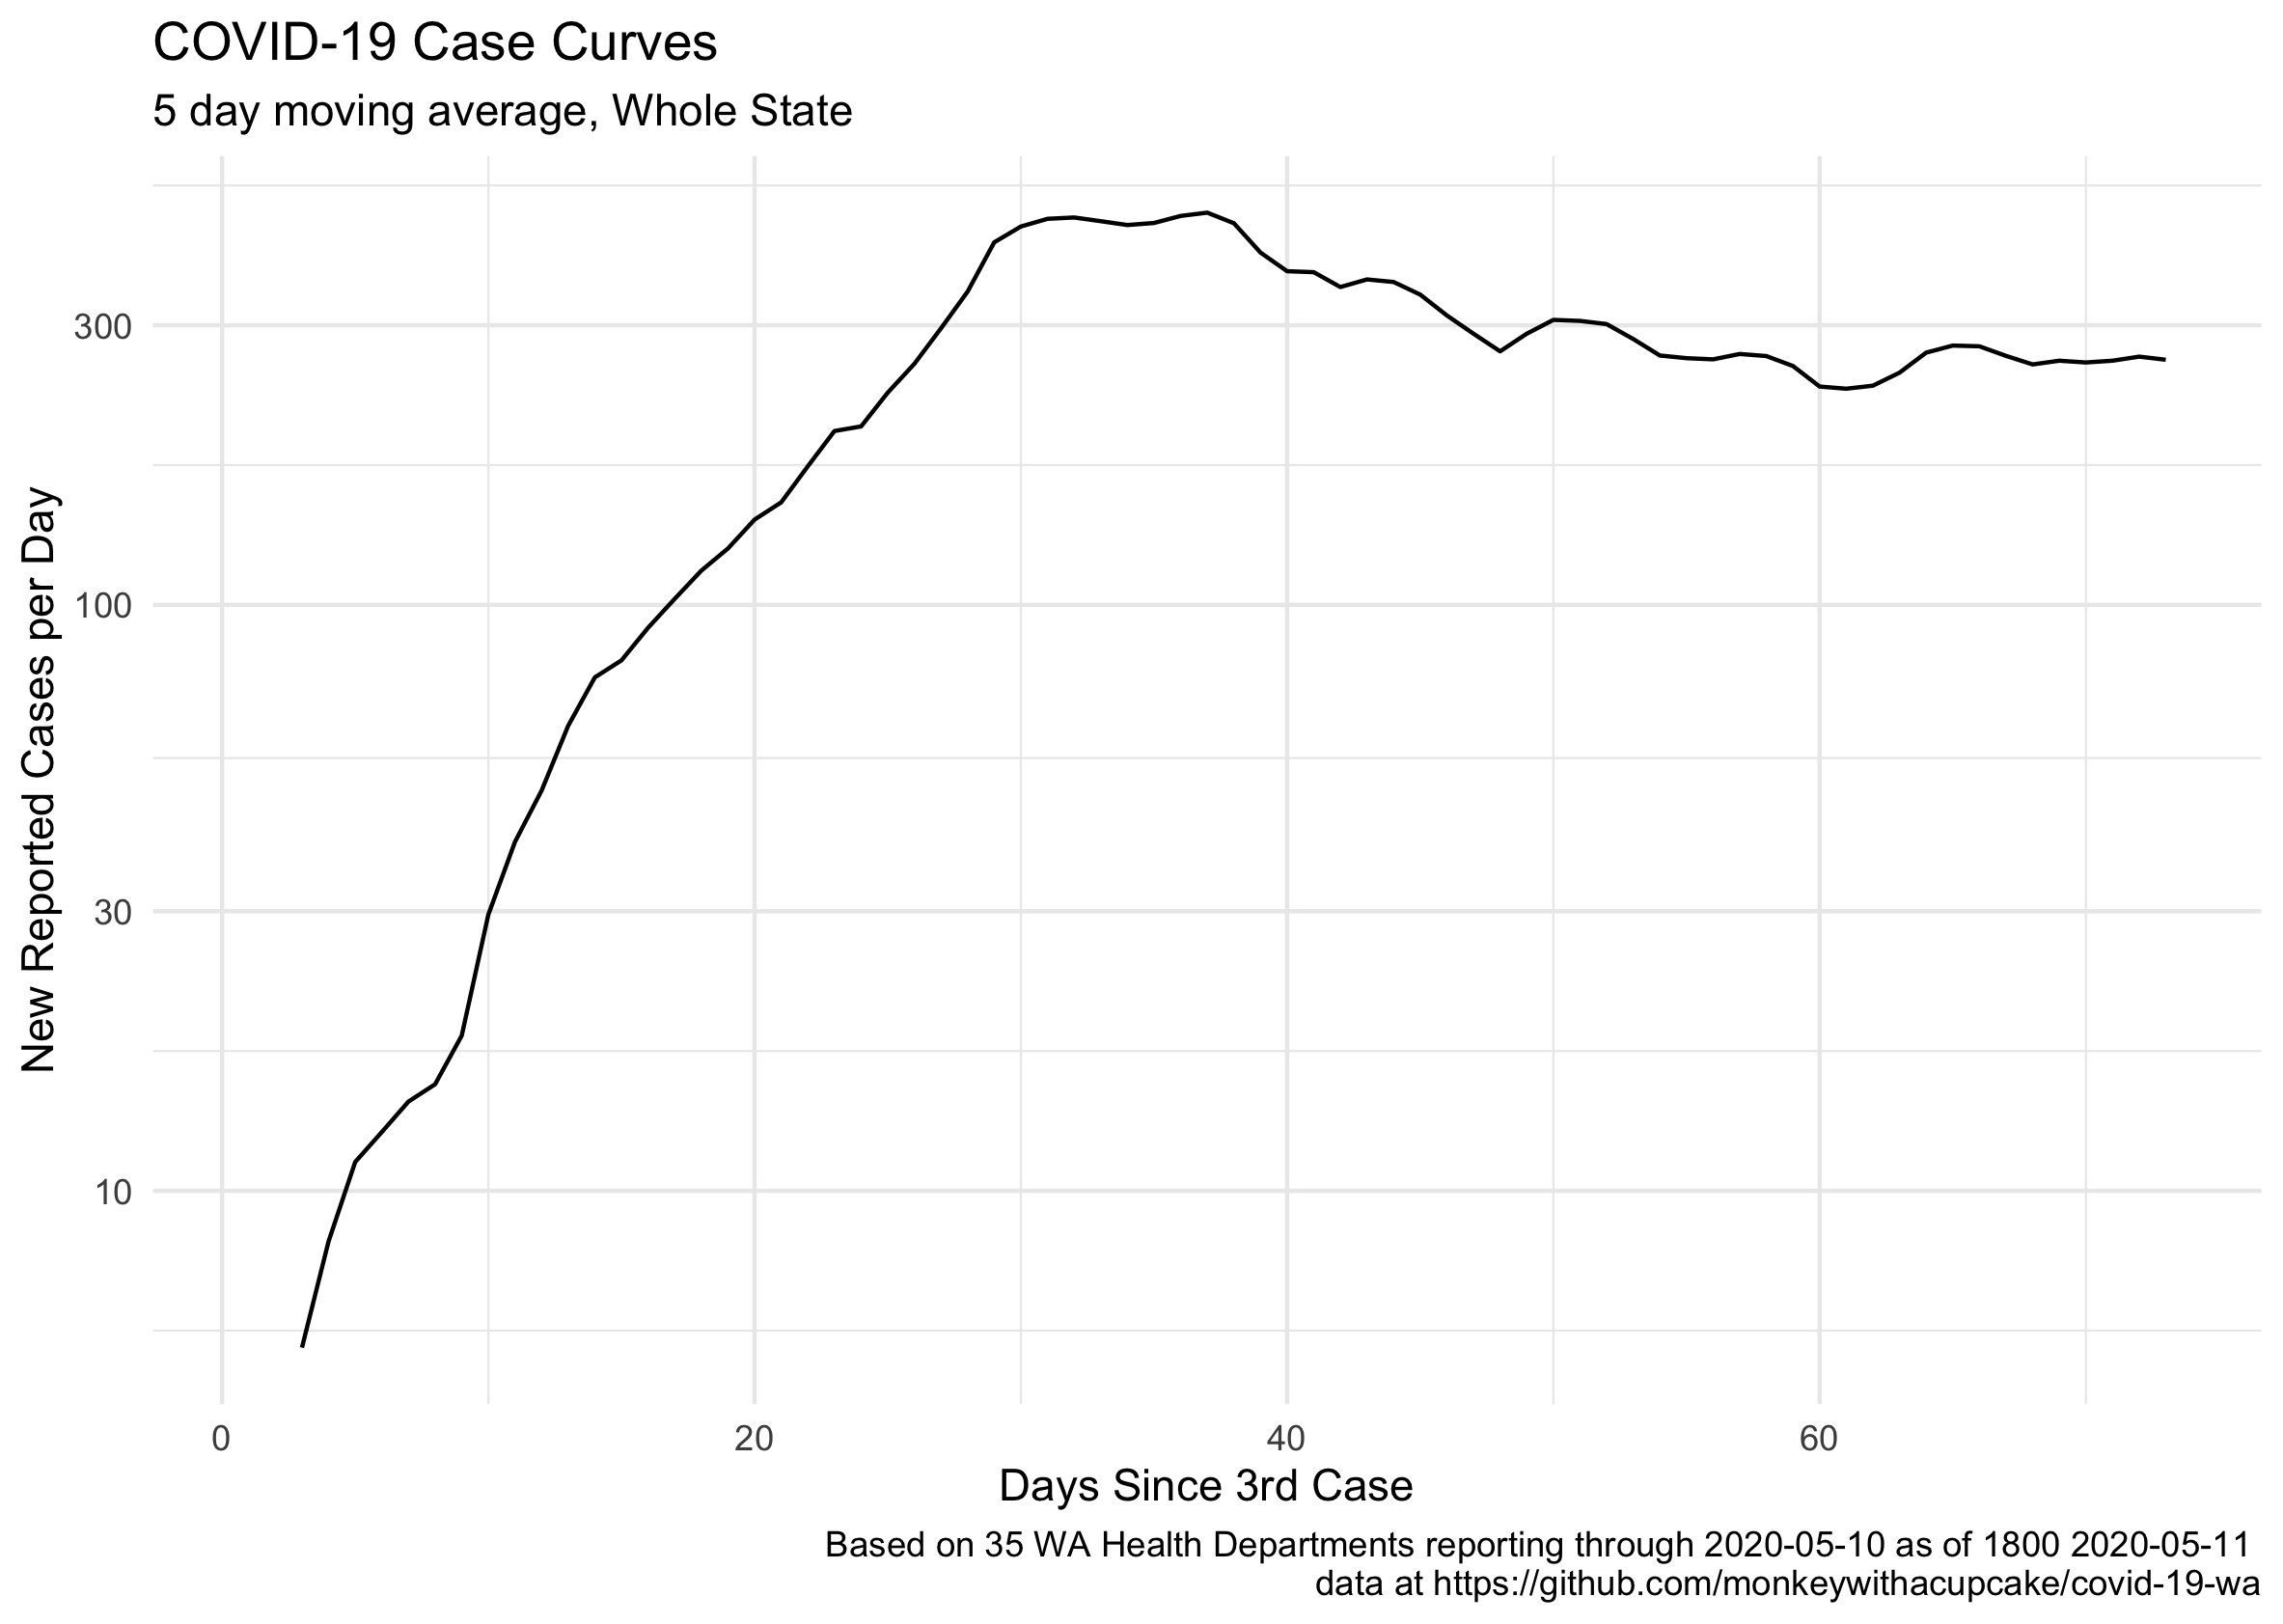 COVID-19 Case Curves
5 day moving average, Whole State
New Reported Cases per Day
300
100
30
10
0
20
40
60
Days Since 3rd Case
Based on 35 WA Health Departments reporting through 2020-05-10 as of 1800 2020-05-11
data at https://github.com/monkeywithacupcake/covid-19-wa